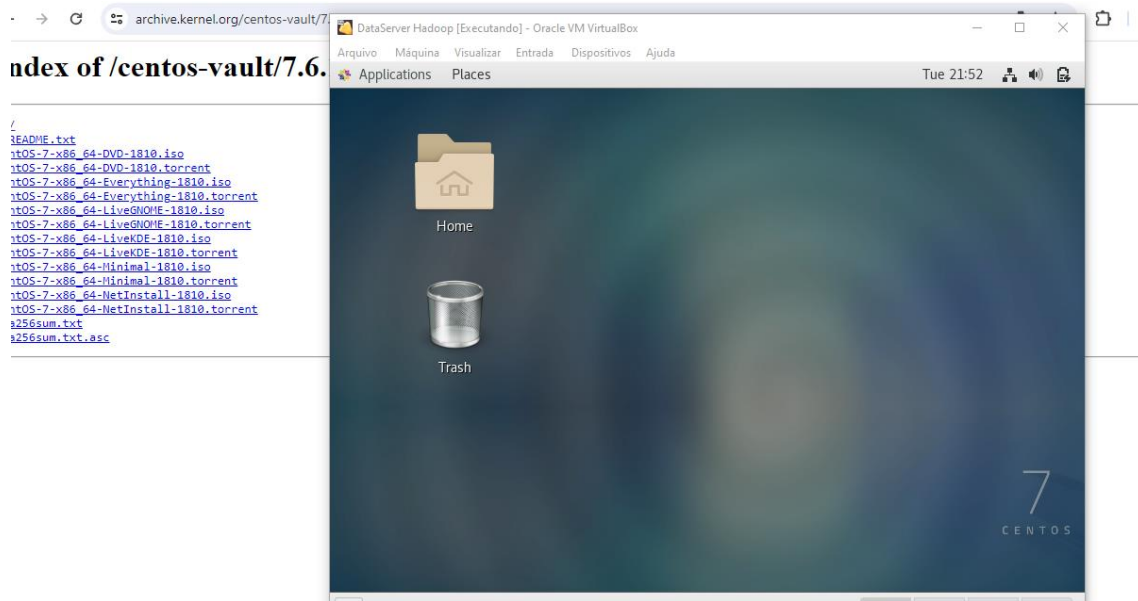 archive.kernel.org/centos-vault/7.
ndex of /centos-vault/7.6.
/
README.txt
ntOS-7-x86_64-DVD-1810.iso
ntOS-7-x86_64-DVD-1810.torrent
ntOS-7-x86_64-Everything-1810.iso
ntOS-7-x86_64-Everything-1810.torrent
ntOS-7-x86_64-LiveGNOME-1810.iso
ntOS-7-x86_64-LiveGNOME-1810.torrent
ntOS-7-x86_64-LiveKDE-1810.iso
ntOS-7-x86_64-LiveKDE-1810.torrent
ntOS-7-x86_64-Minimal-1810.iso
ntOS-7-x86_64-Minimal-1810.torrent
ntOS-7-x86_64-NetInstall-1810.iso
ntOS-7-x86_64-NetInstall-1810.torrent
a256sum.txt
a256sum.txt.asc
DataServer Hadoop [Executando] - Oracle VM VirtualBox
Arquivo Máquina Visualizar Entrada Dispositivos Ajuda
Applications Places Tue 21:52
Home
Trash
7
CENTOS